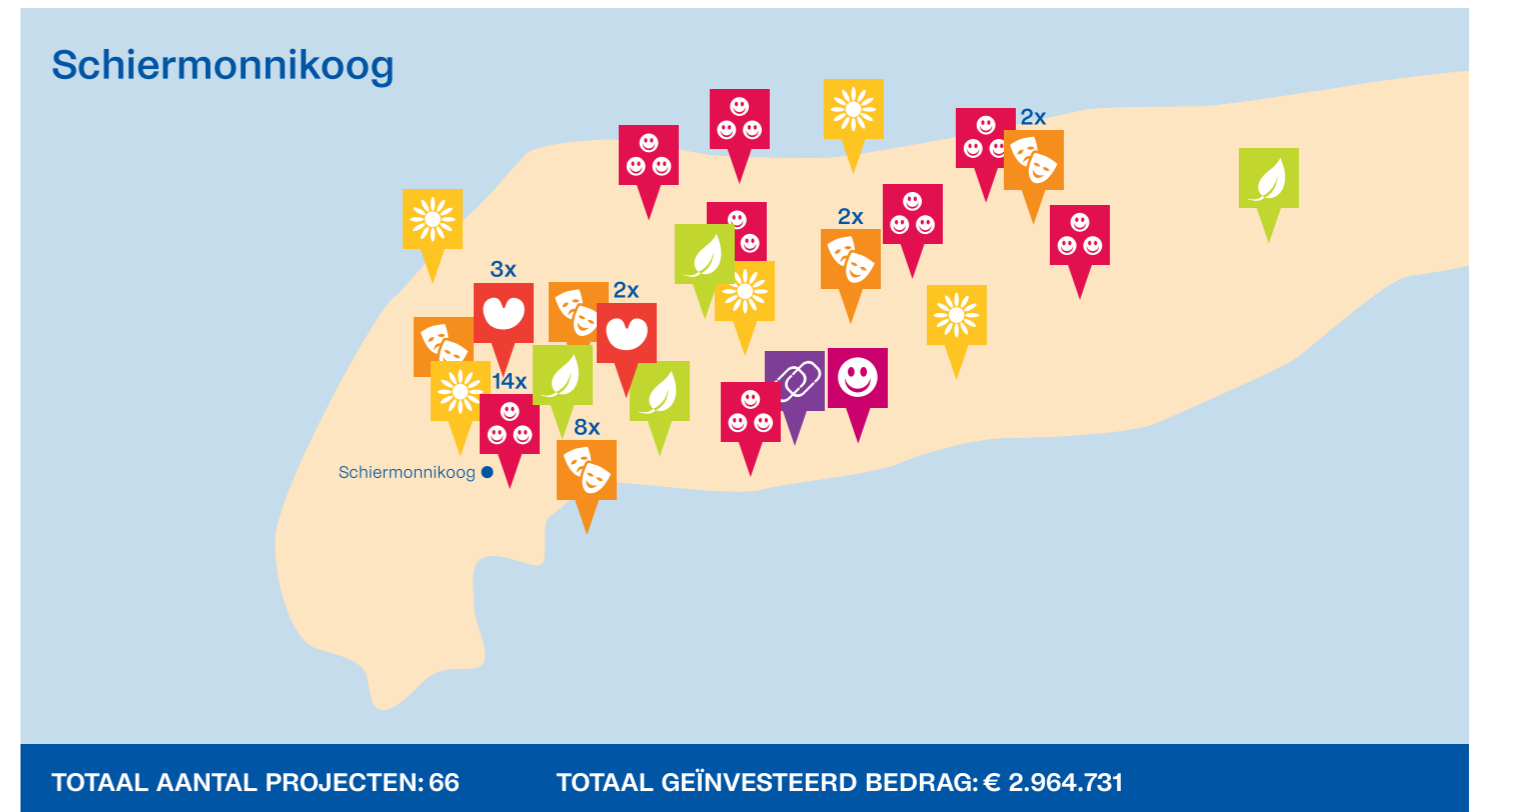 Schiermonnikoog
2x
2x
3x
2x
14x
8x
Schiermonnikoog
TOTAAL AANTAL PROJECTEN: 66
TOTAAL GEÏNVESTEERD BEDRAG: € 2.964.731